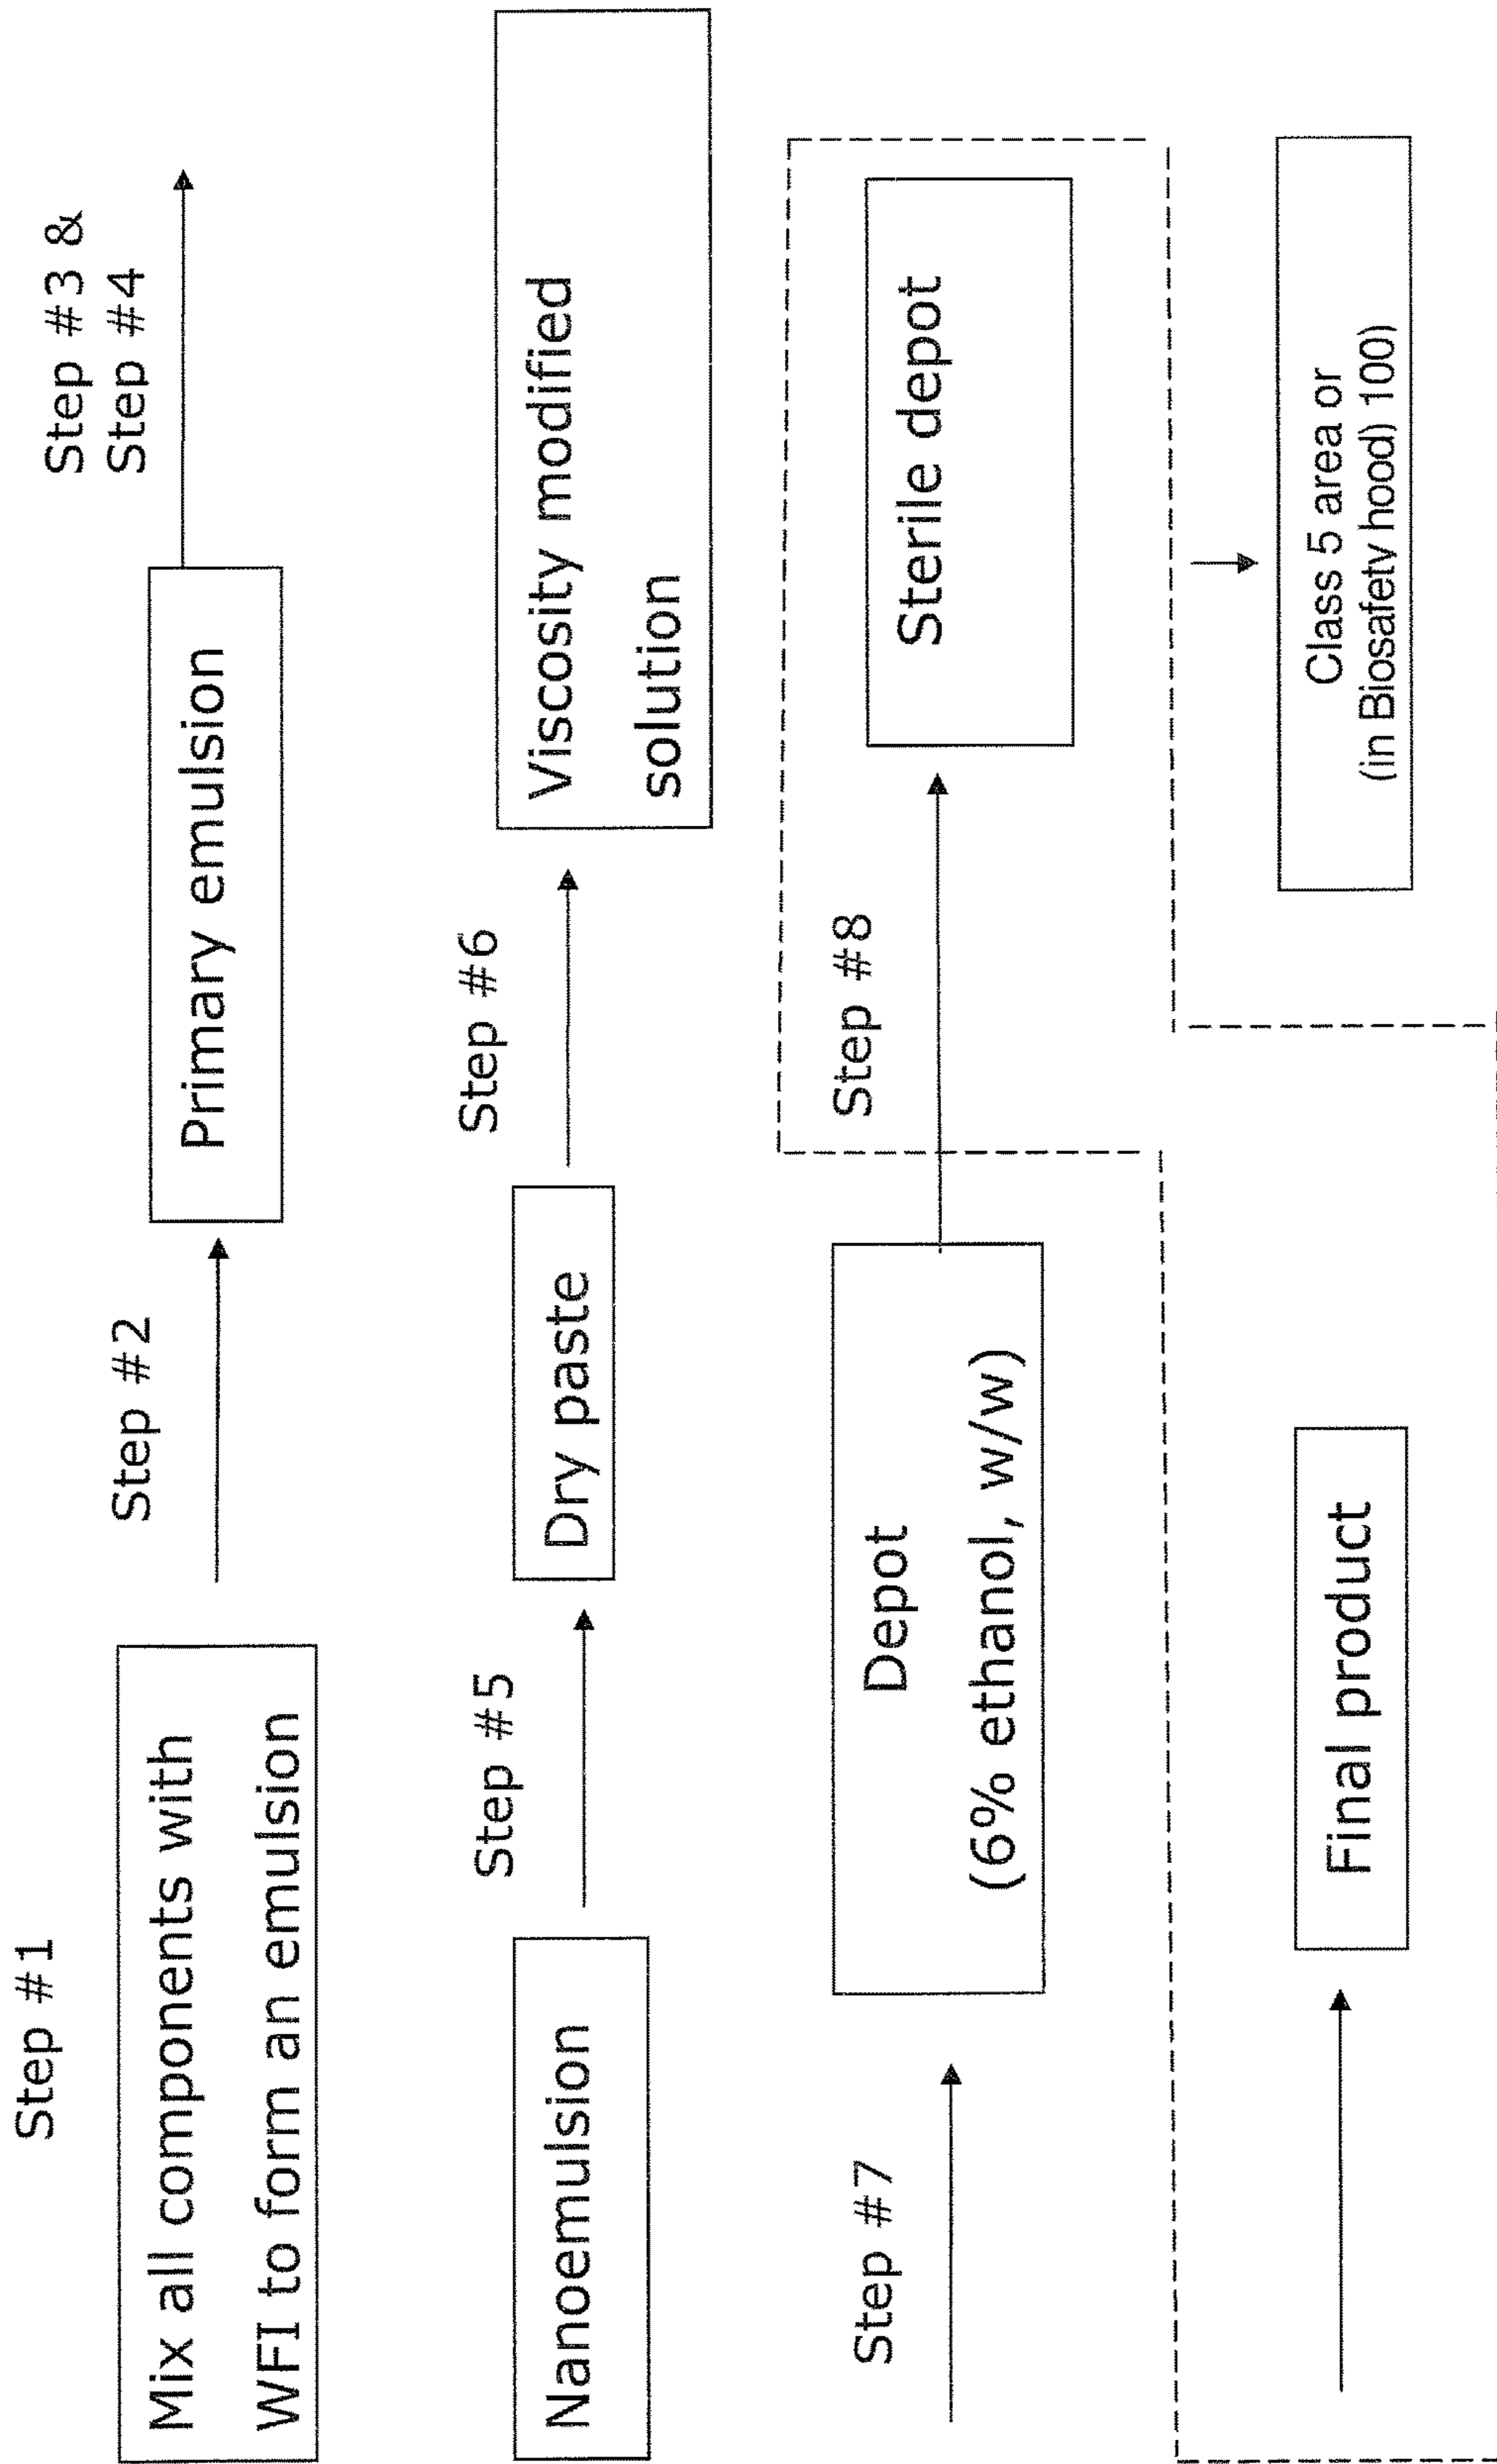 Step #1
Mix all components with
WFI to form an emulsion
Step #2
Primary emulsion
Step #3 &
Step #4
Nanoemulsion
Step #5
Dry paste
Step #6
Viscosity modified
solution
Step #7
Depot
(6% ethanol, w/w)
Step #8
Sterile depot
Final product
Class 5 area or
(in Biosafety hood) 100)